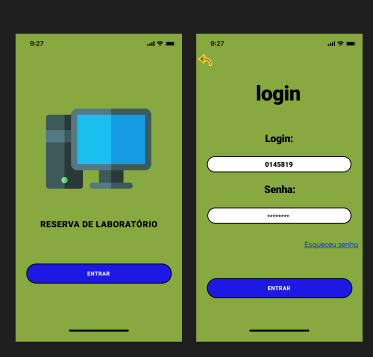 9:27
RESERVA DE LABORATÓRIO
ENTRAR
9:27
login
Login:
0145819
Senha:
********
Esqueceu senha
ENTRAR